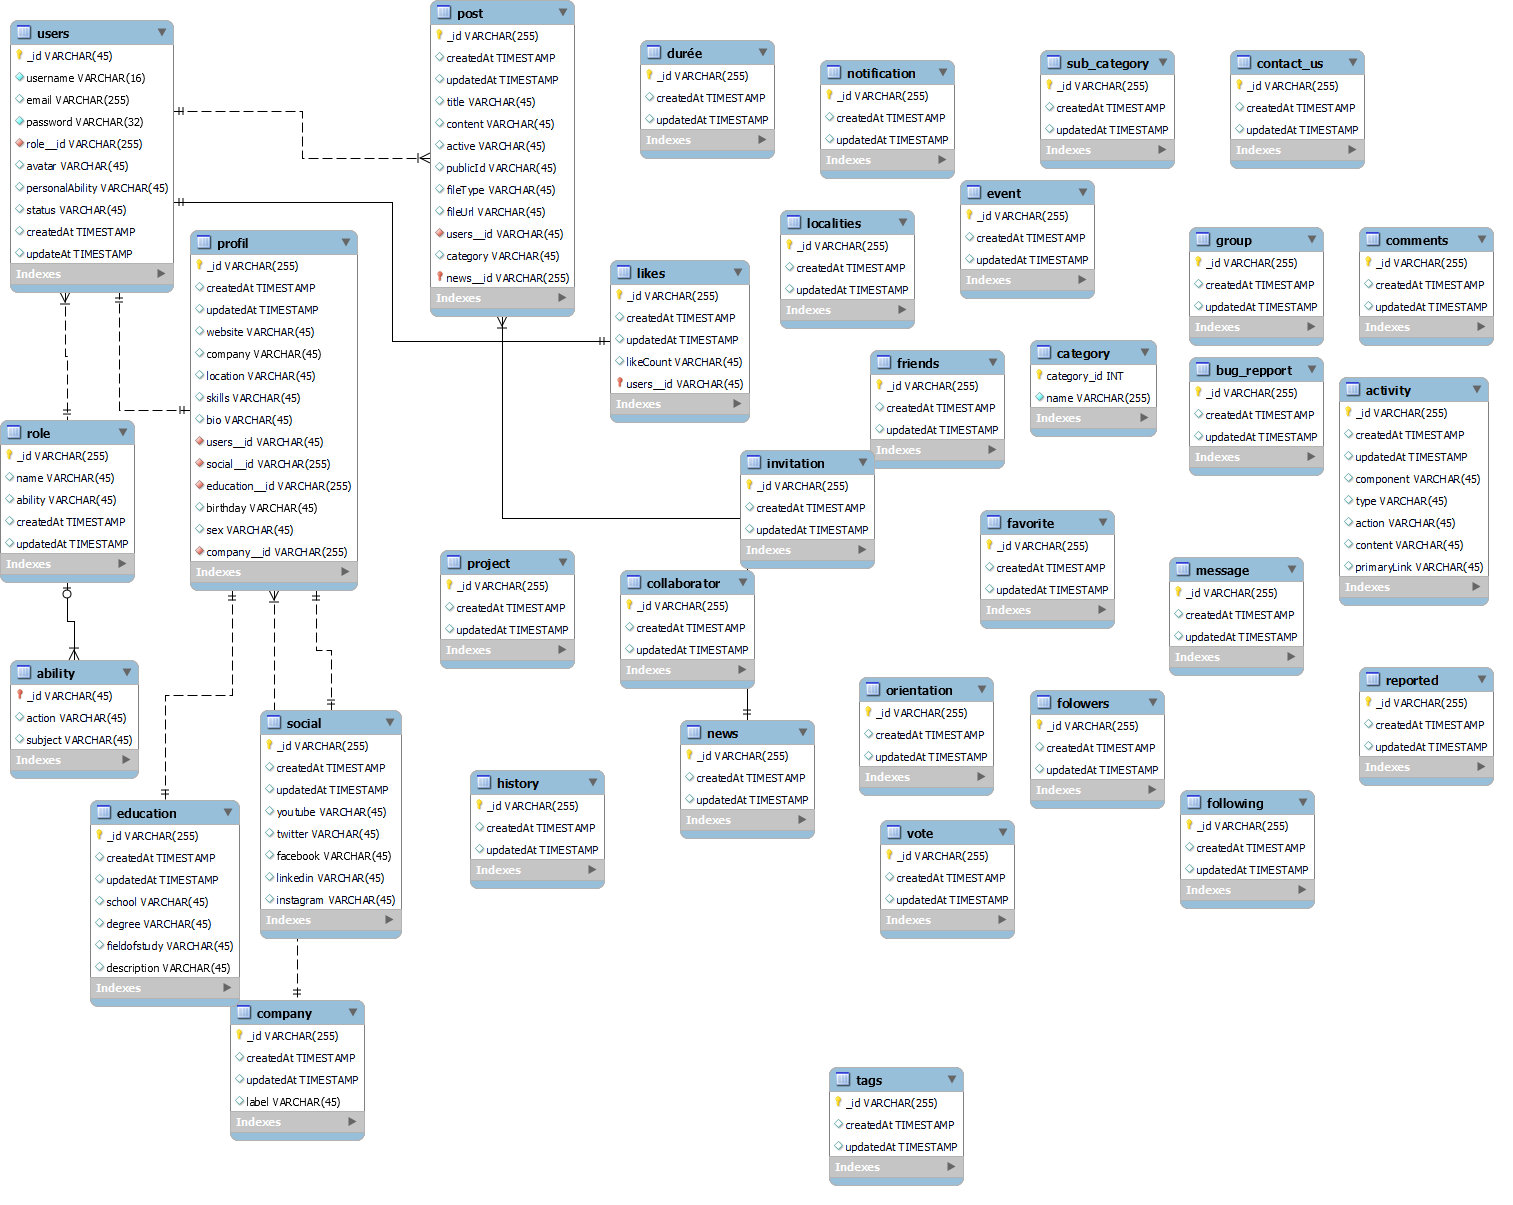 users
_id VARCHAR(45)
username VARCHAR(16)
email VARCHAR(255)
password VARCHAR(32)
role__id VARCHAR(255)
avatar VARCHAR(45)
personalAbility VARCHAR(45)
status VARCHAR(45)
createdAt TIMESTAMP
updateAt TIMESTAMP
Indexes
post
_id VARCHAR(255)
createdAt TIMESTAMP
updatedAt TIMESTAMP
title VARCHAR(45)
content VARCHAR(45)
active VARCHAR(45)
publicId VARCHAR(45)
fileType VARCHAR(45)
fileUrl VARCHAR(45)
users__id VARCHAR(45)
category VARCHAR(45)
news__id VARCHAR(255)
Indexes
durée
_id VARCHAR(255)
createdAt TIMESTAMP
updatedAt TIMESTAMP
Indexes
notification
_id VARCHAR(255)
createdAt TIMESTAMP
updatedAt TIMESTAMP
Indexes
sub_category
_id VARCHAR(255)
createdAt TIMESTAMP
updatedAt TIMESTAMP
Indexes
contact_us
_id VARCHAR(255)
createdAt TIMESTAMP
updatedAt TIMESTAMP
Indexes
event
_id VARCHAR(255)
createdAt TIMESTAMP
updatedAt TIMESTAMP
Indexes
localities
_id VARCHAR(255)
createdAt TIMESTAMP
updatedAt TIMESTAMP
Indexes
group
_id VARCHAR(255)
createdAt TIMESTAMP
updatedAt TIMESTAMP
Indexes
comments
_id VARCHAR(255)
createdAt TIMESTAMP
updatedAt TIMESTAMP
Indexes
profil
_id VARCHAR(255)
createdAt TIMESTAMP
updatedAt TIMESTAMP
website VARCHAR(45)
company VARCHAR(45)
location VARCHAR(45)
skills VARCHAR(45)
bio VARCHAR(45)
users__id VARCHAR(45)
social__id VARCHAR(255)
education__id VARCHAR(255)
birthday VARCHAR(45)
sex VARCHAR(45)
company__id VARCHAR(255)
Indexes
likes
_id VARCHAR(255)
createdAt TIMESTAMP
updatedAt TIMESTAMP
likeCount VARCHAR(45)
users__id VARCHAR(45)
Indexes
friends
_id VARCHAR(255)
createdAt TIMESTAMP
updatedAt TIMESTAMP
Indexes
category
category_id INT
name VARCHAR(255)
Indexes
bug_repport
_id VARCHAR(255)
createdAt TIMESTAMP
updatedAt TIMESTAMP
Indexes
activity
_id VARCHAR(255)
createdAt TIMESTAMP
updatedAt TIMESTAMP
component VARCHAR(45)
type VARCHAR(45)
action VARCHAR(45)
content VARCHAR(45)
primaryLink VARCHAR(45)
Indexes
role
_id VARCHAR(255)
name VARCHAR(45)
ability VARCHAR(45)
createdAt TIMESTAMP
updatedAt TIMESTAMP
Indexes
invitation
_id VARCHAR(255)
createdAt TIMESTAMP
updatedAt TIMESTAMP
Indexes
favorite
_id VARCHAR(255)
createdAt TIMESTAMP
updatedAt TIMESTAMP
Indexes
project
_id VARCHAR(255)
createdAt TIMESTAMP
updatedAt TIMESTAMP
Indexes
collaborator
_id VARCHAR(255)
createdAt TIMESTAMP
updatedAt TIMESTAMP
Indexes
message
_id VARCHAR(255)
createdAt TIMESTAMP
updatedAt TIMESTAMP
Indexes
ability
_id VARCHAR(45)
action VARCHAR(45)
subject VARCHAR(45)
Indexes
orientation
_id VARCHAR(255)
createdAt TIMESTAMP
updatedAt TIMESTAMP
Indexes
folowers
_id VARCHAR(255)
createdAt TIMESTAMP
updatedAt TIMESTAMP
Indexes
reported
_id VARCHAR(255)
createdAt TIMESTAMP
updatedAt TIMESTAMP
Indexes
social
_id VARCHAR(255)
createdAt TIMESTAMP
updatedAt TIMESTAMP
youtube VARCHAR(45)
twitter VARCHAR(45)
facebook VARCHAR(45)
linkedin VARCHAR(45)
instagram VARCHAR(45)
Indexes
news
_id VARCHAR(255)
createdAt TIMESTAMP
updatedAt TIMESTAMP
Indexes
history
_id VARCHAR(255)
createdAt TIMESTAMP
updatedAt TIMESTAMP
Indexes
following
_id VARCHAR(255)
createdAt TIMESTAMP
updatedAt TIMESTAMP
Indexes
education
_id VARCHAR(255)
createdAt TIMESTAMP
updatedAt TIMESTAMP
school VARCHAR(45)
degree VARCHAR(45)
fieldofstudy VARCHAR(45)
description VARCHAR(45)
Indexes
vote
_id VARCHAR(255)
createdAt TIMESTAMP
updatedAt TIMESTAMP
Indexes
company
_id VARCHAR(255)
createdAt TIMESTAMP
updatedAt TIMESTAMP
label VARCHAR(45)
Indexes
tags
_id VARCHAR(255)
createdAt TIMESTAMP
updatedAt TIMESTAMP
Indexes